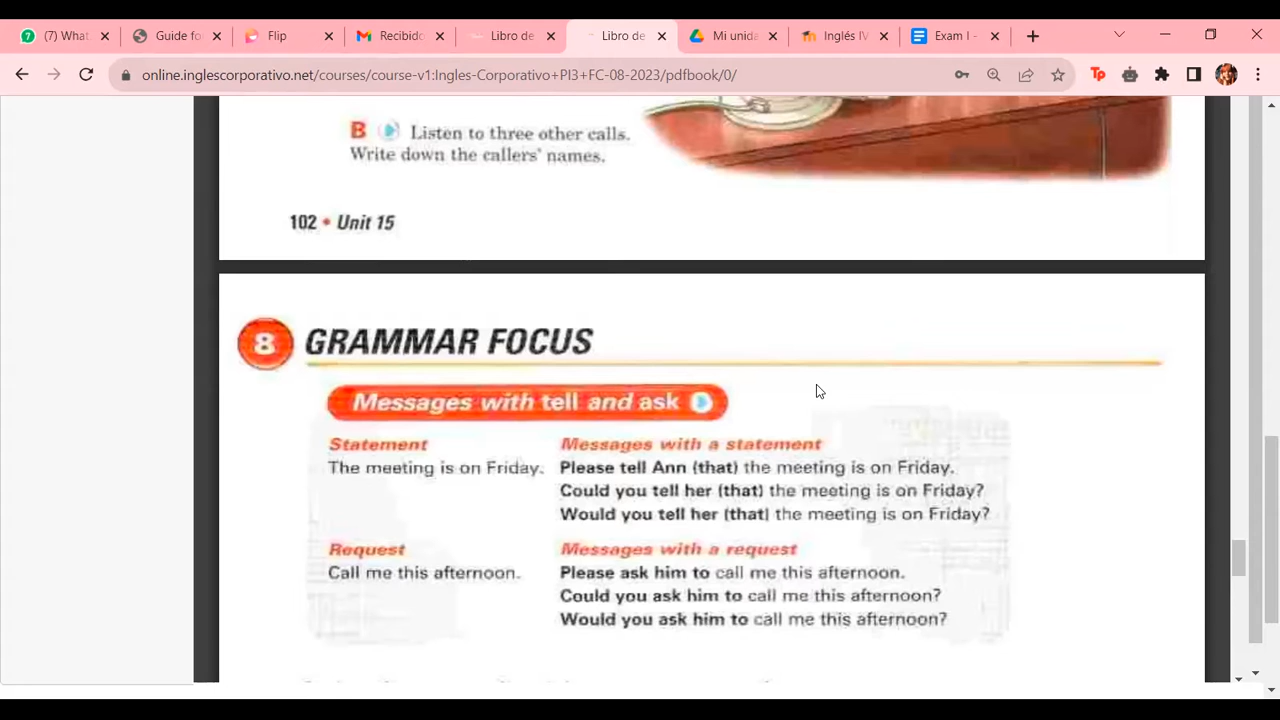 (7) What
Guide fo
Flip
Recibido
Libro de
Libro de
Mi unida
Inglés IV
Exam I -
online.inglescorporativo.net/courses/course-v1:Ingles-Corporativo+PI3+FC-08-2023/pdfbook/0/
Tp
B Listen to three other calls.
Write down the callers' names.
102 • Unit 15
8 GRAMMAR FOCUS
Messages with tell and ask
Statement
The meeting is on Friday.
Messages with a statement
Please tell Ann (that) the meeting is on Friday.
Could you tell her (that) the meeting is on Friday?
Would you tell her (that) the meeting is on Friday?
Request
Call me this afternoon.
Messages with a request
Please ask him to call me this afternoon.
Could you ask him to call me this afternoon?
Would you ask him to call me this afternoon?